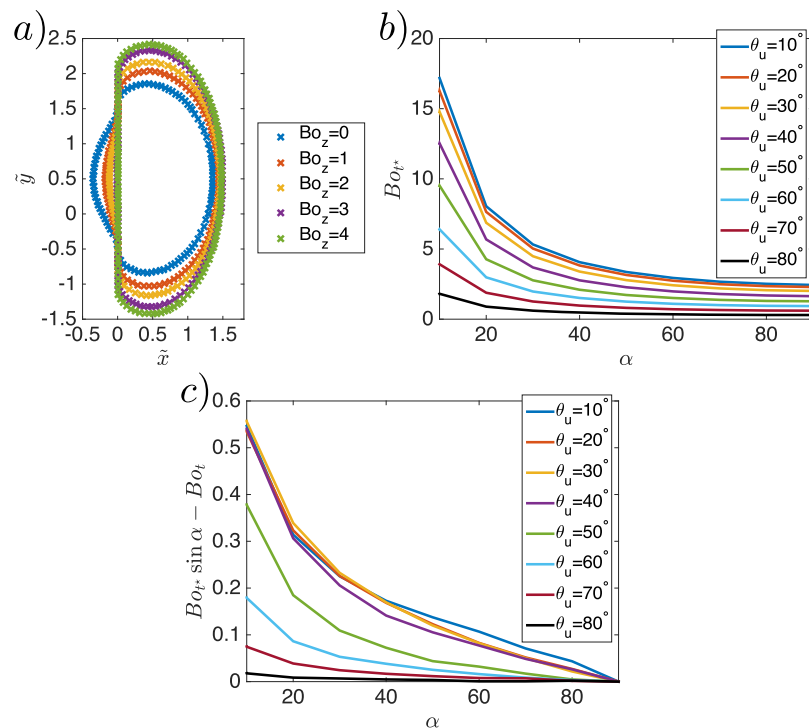 a)
2.5
2
1.5
1
0.5
0
-0.5
-1
-1.5
ỹ
-0.5 0 0.5 1 1.5
x̃
Bo_z=0
Bo_z=1
Bo_z=2
Bo_z=3
Bo_z=4
b)
20
15
10
5
0
Bo_{t*}
20 40 60 80
α
θ_u=10°
θ_u=20°
θ_u=30°
θ_u=40°
θ_u=50°
θ_u=60°
θ_u=70°
θ_u=80°
c)
0.6
0.5
0.4
0.3
0.2
0.1
0
Bo_{t*} sin α − Bo_t
20 40 60 80
α
θ_u=10°
θ_u=20°
θ_u=30°
θ_u=40°
θ_u=50°
θ_u=60°
θ_u=70°
θ_u=80°